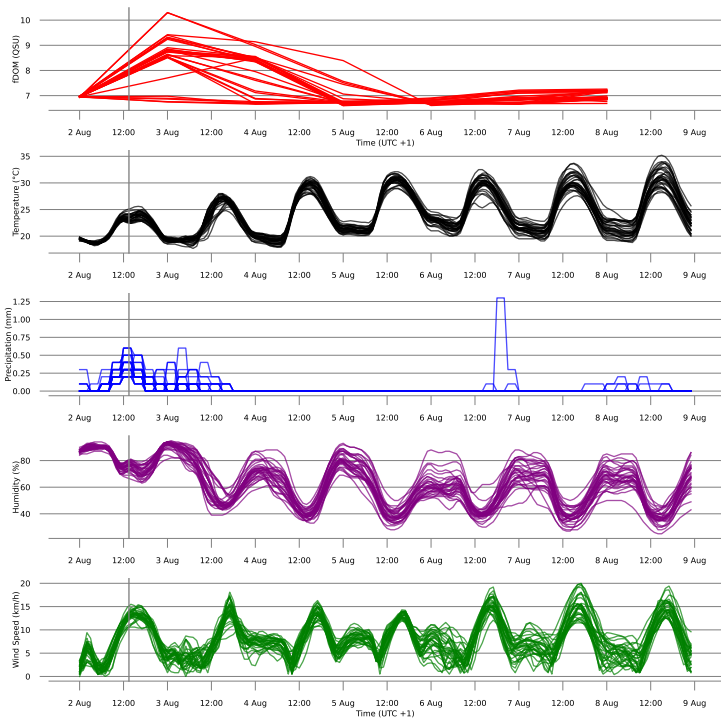 fDOM (QSU)
10
9
8
7
2 Aug 12:00 3 Aug 12:00 4 Aug 12:00 5 Aug 12:00 6 Aug 12:00 7 Aug 12:00 8 Aug 12:00 9 Aug
Time (UTC +1)
Temperature (°C)
35
30
25
20
2 Aug 12:00 3 Aug 12:00 4 Aug 12:00 5 Aug 12:00 6 Aug 12:00 7 Aug 12:00 8 Aug 12:00 9 Aug
Precipitation (mm)
1.25
1.00
0.75
0.50
0.25
0.00
2 Aug 12:00 3 Aug 12:00 4 Aug 12:00 5 Aug 12:00 6 Aug 12:00 7 Aug 12:00 8 Aug 12:00 9 Aug
Humidity (%)
80
60
40
2 Aug 12:00 3 Aug 12:00 4 Aug 12:00 5 Aug 12:00 6 Aug 12:00 7 Aug 12:00 8 Aug 12:00 9 Aug
Wind Speed (km/h)
20
15
10
5
0
2 Aug 12:00 3 Aug 12:00 4 Aug 12:00 5 Aug 12:00 6 Aug 12:00 7 Aug 12:00 8 Aug 12:00 9 Aug
Time (UTC +1)